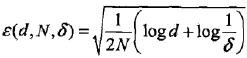 ε(d, N, δ) = √(1/2N (log d + log 1/δ))